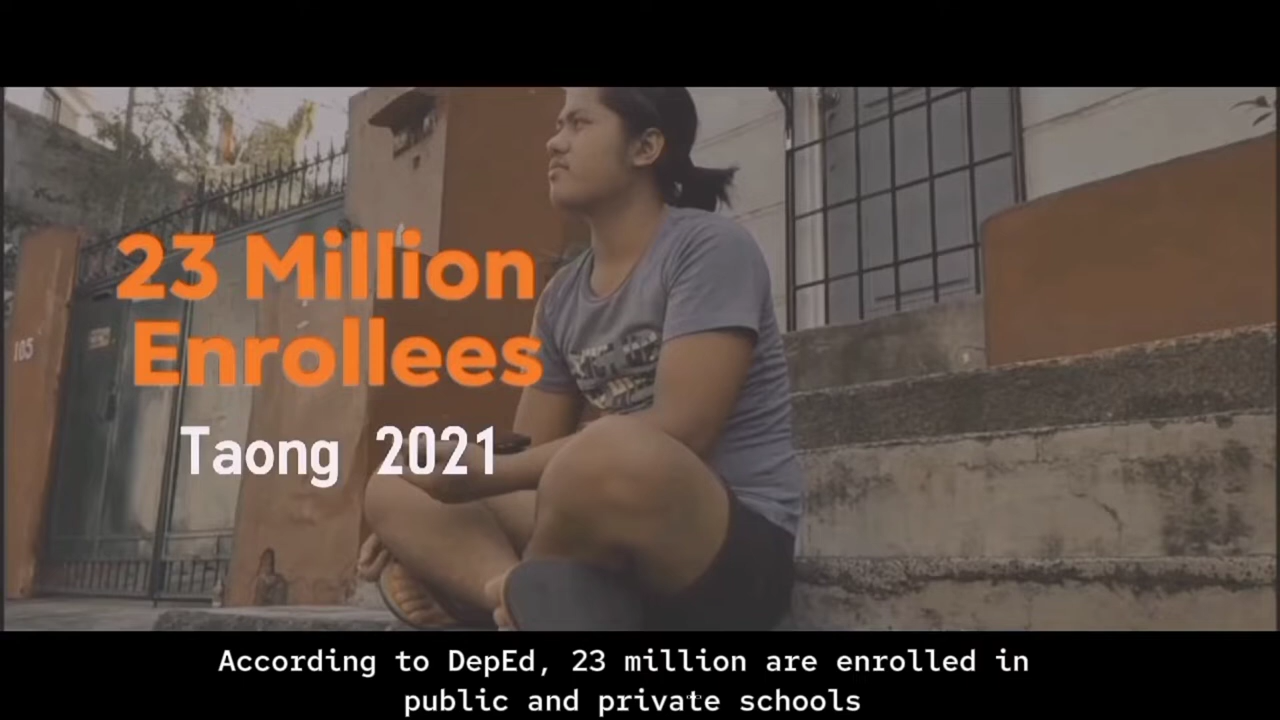 23 Million
Enrollees
Taong 2021
105
According to DepEd, 23 million are enrolled in
public and private schools